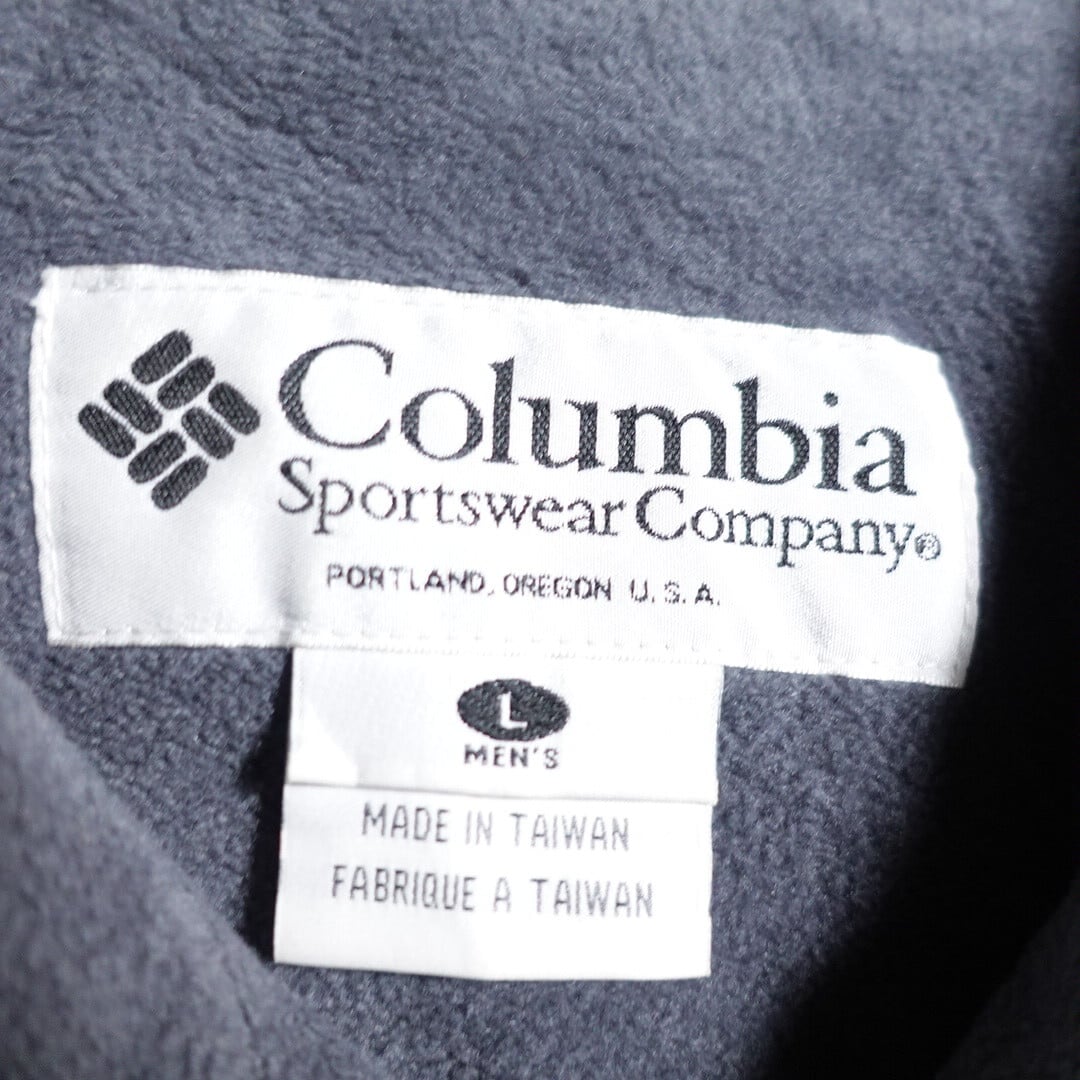 Columbia
Sportswear Company®
PORTLAND, OREGON U.S.A.
L
MEN'S
MADE IN TAIWAN
FABRIQUE A TAIWAN